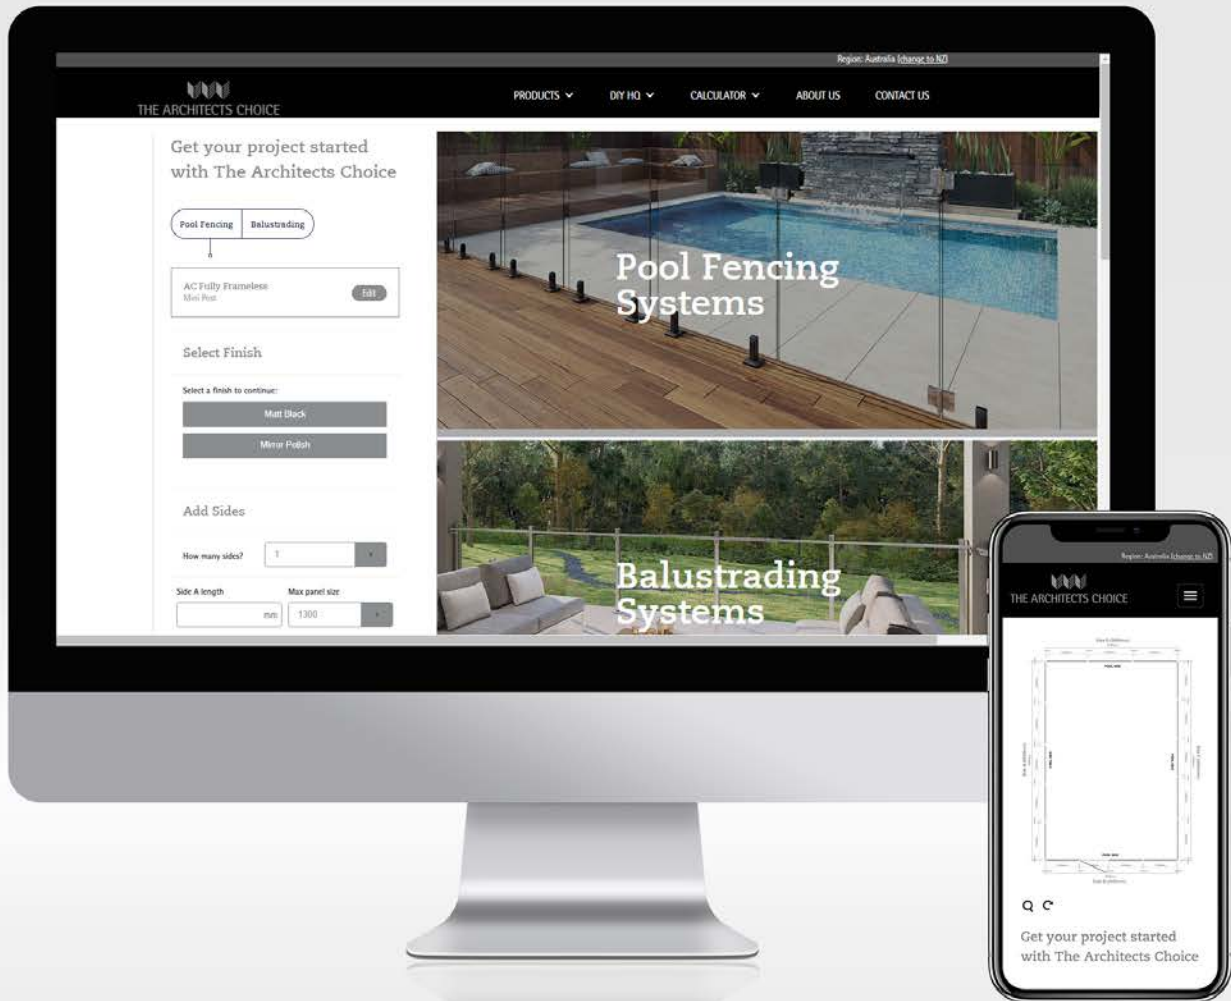 Region: Australia (change to NZ)
THE ARCHITECTS CHOICE
PRODUCTS
DIY HQ
CALCULATOR
ABOUT US
CONTACT US
Get your project started
with The Architects Choice
Pool Fencing
Balustrading
AC Fully Frameless
Mini Post
Edit
Select Finish
Select a finish to continue:
Matt Black
Mirror Polish
Add Sides
How many sides?
1
Side A length
Max panel size
mm
1300
Pool Fencing
Systems
Balustrading
Systems
Region: Australia (change to NZ)
THE ARCHITECTS CHOICE
Get your project started
with The Architects Choice